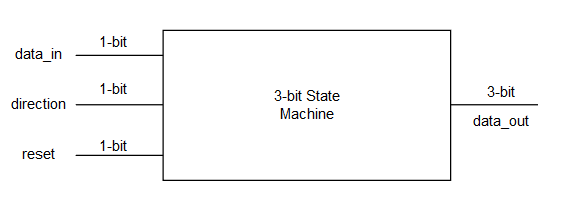 data_in
1-bit
direction
1-bit
reset
1-bit
3-bit State
Machine
3-bit
data_out